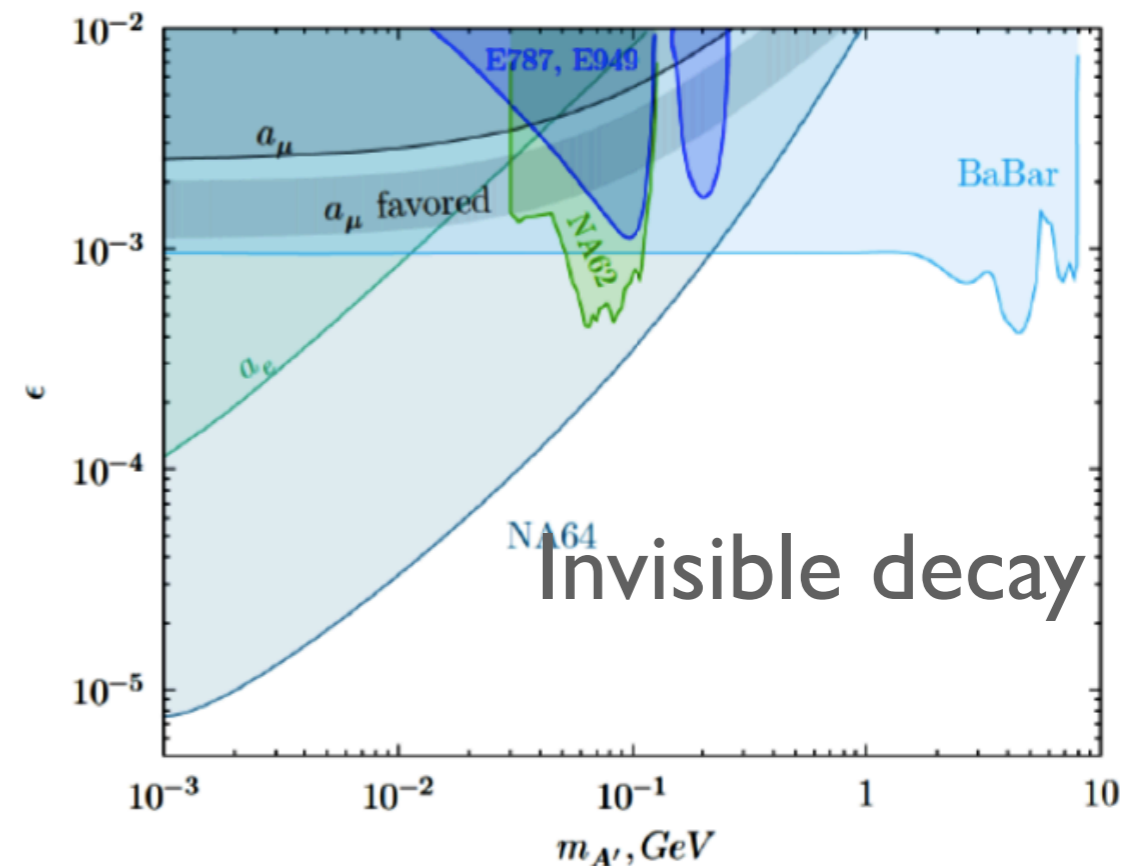 10⁻²
E787, E949
a_μ
BaBar
a_μ favored
10⁻³
NA62
a_e
ϵ
10⁻⁴
NA64
Invisible decay
10⁻⁵
10⁻³ 10⁻² 10⁻¹ 1 10
m_A′, GeV